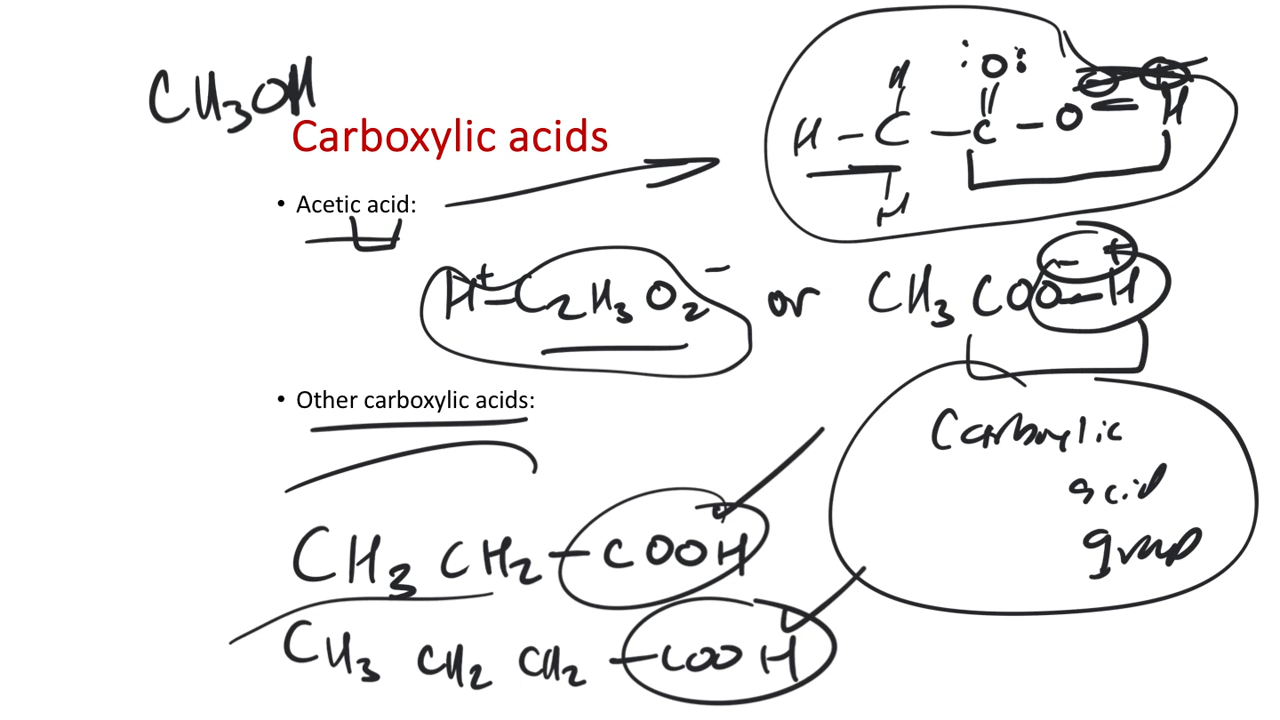 CH3OH
Carboxylic acids
• Acetic acid:
H
:O:
H – C – C – O – H
H
H+ – C2H3O2 − or CH3COO − – H +
• Other carboxylic acids:
Carboxylic
acid
group
CH3 CH2 – COOH
CH3 CH2 CH2 – COOH